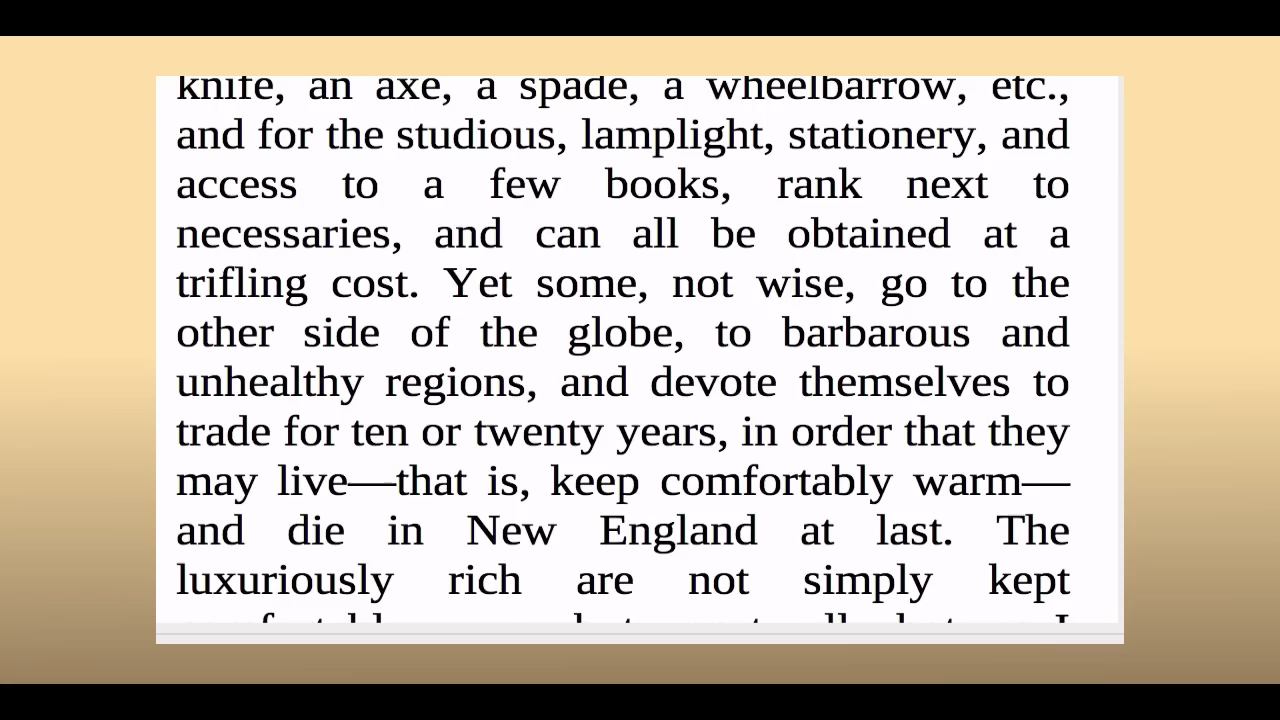 knife, an axe, a spade, a wheelbarrow, etc.,
and for the studious, lamplight, stationery, and
access to a few books, rank next to
necessaries, and can all be obtained at a
trifling cost. Yet some, not wise, go to the
other side of the globe, to barbarous and
unhealthy regions, and devote themselves to
trade for ten or twenty years, in order that they
may live—that is, keep comfortably warm—
and die in New England at last. The
luxuriously rich are not simply kept